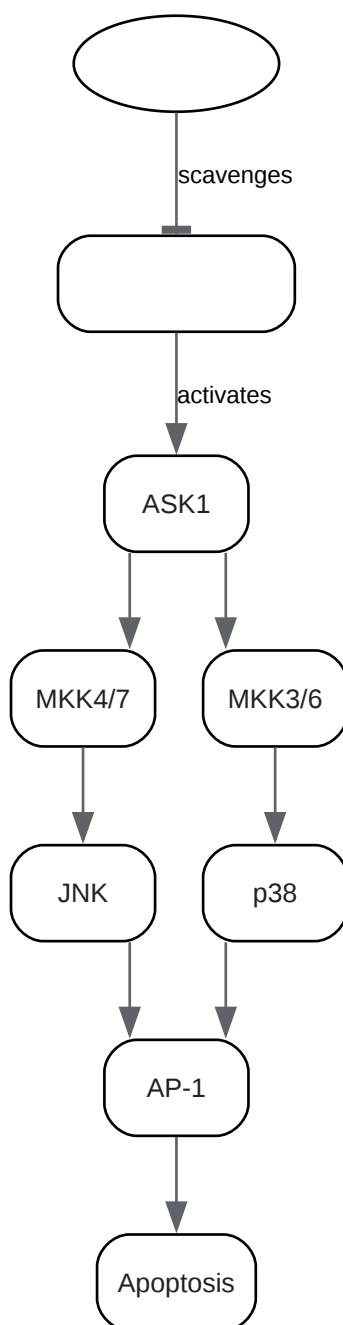 scavenges
activates
ASK1
MKK4/7
MKK3/6
JNK
p38
AP-1
Apoptosis